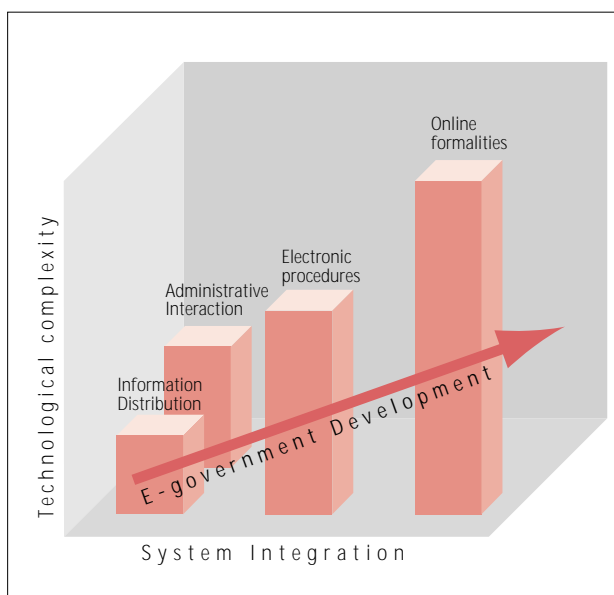 Online
formalities
Electronic
procedures
Administrative
Interaction
Information
Distribution
Technological complexity
E-government Development
System Integration